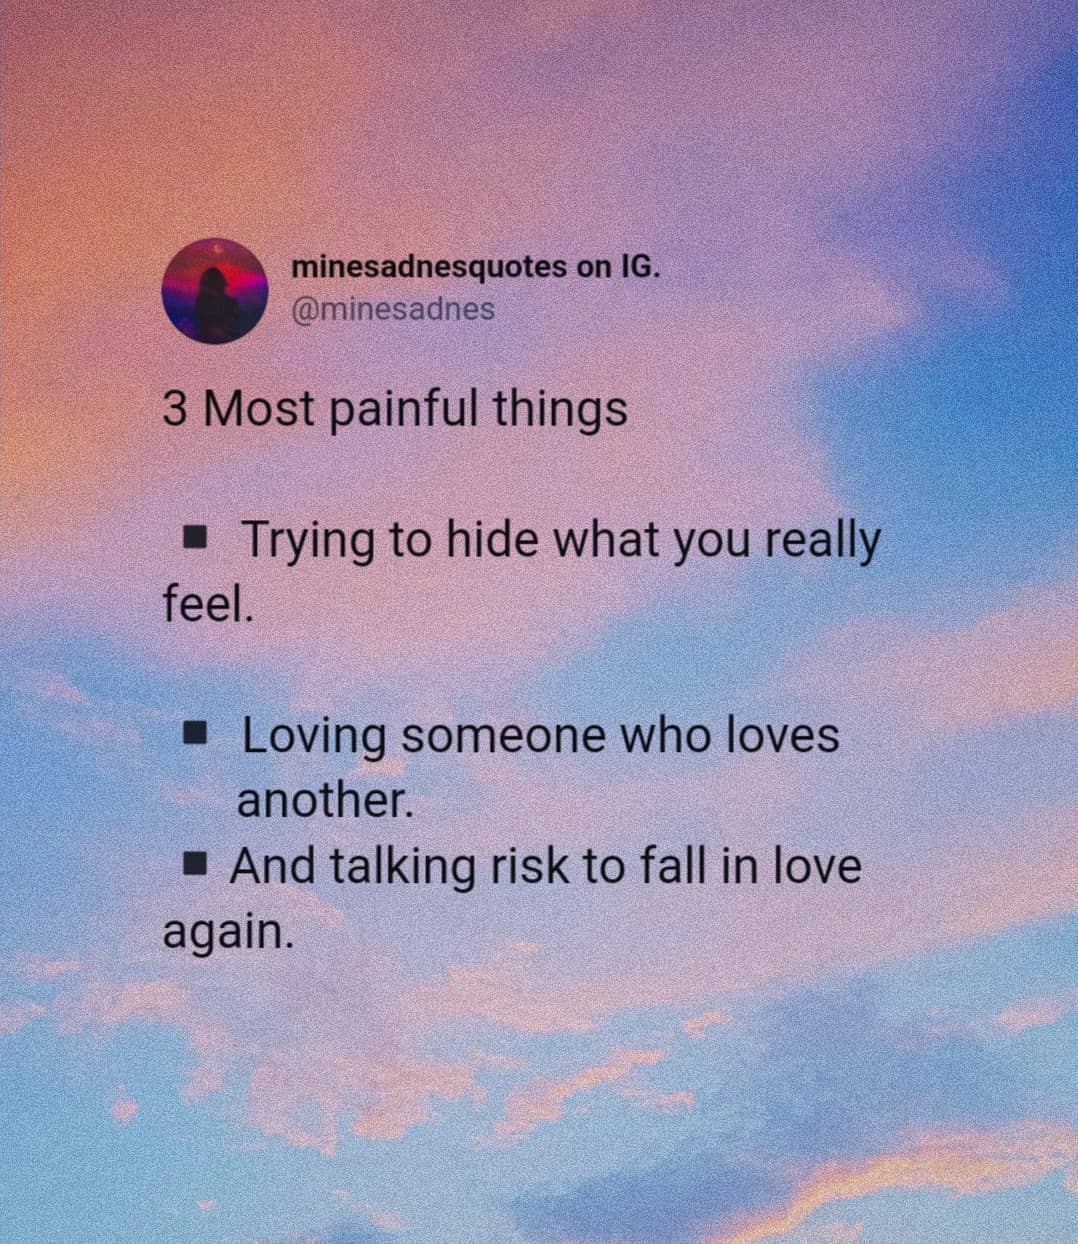 minesadnesquotes on IG.
@minesadnes
3 Most painful things
▪ Trying to hide what you really
feel.
▪ Loving someone who loves
another.
▪ And talking risk to fall in love
again.